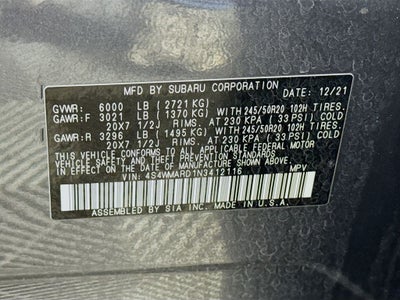 MFD BY SUBARU CORPORATION DATE: 12/21
GVWR: 6000 LB (2721 KG)
GAWR:F 3021 LB (1370 KG) WITH 245/50R20 102H TIRES.
20X7 1/2J RIMS. AT 230 KPA ( 33 PSI) COLD
GAWR:R 3296 LB (1495 KG) WITH 245/50R20 102H TIRES.
20X7 1/2J RIMS. AT 230 KPA ( 33 PSI) COLD
THIS VEHICLE CONFORMS TO ALL APPLICABLE FEDERAL MOTOR
VEHICLE SAFETY AND THEFT PREVENTION STANDARDS IN
EFFECT ON THE DATE OF MANUFACTURE SHOWN ABOVE.
VEHICLE ID. NO.: 4S4WMARD1N3412116 MPV
ASSEMBLED BY SIA INC. MADE IN U.S.A